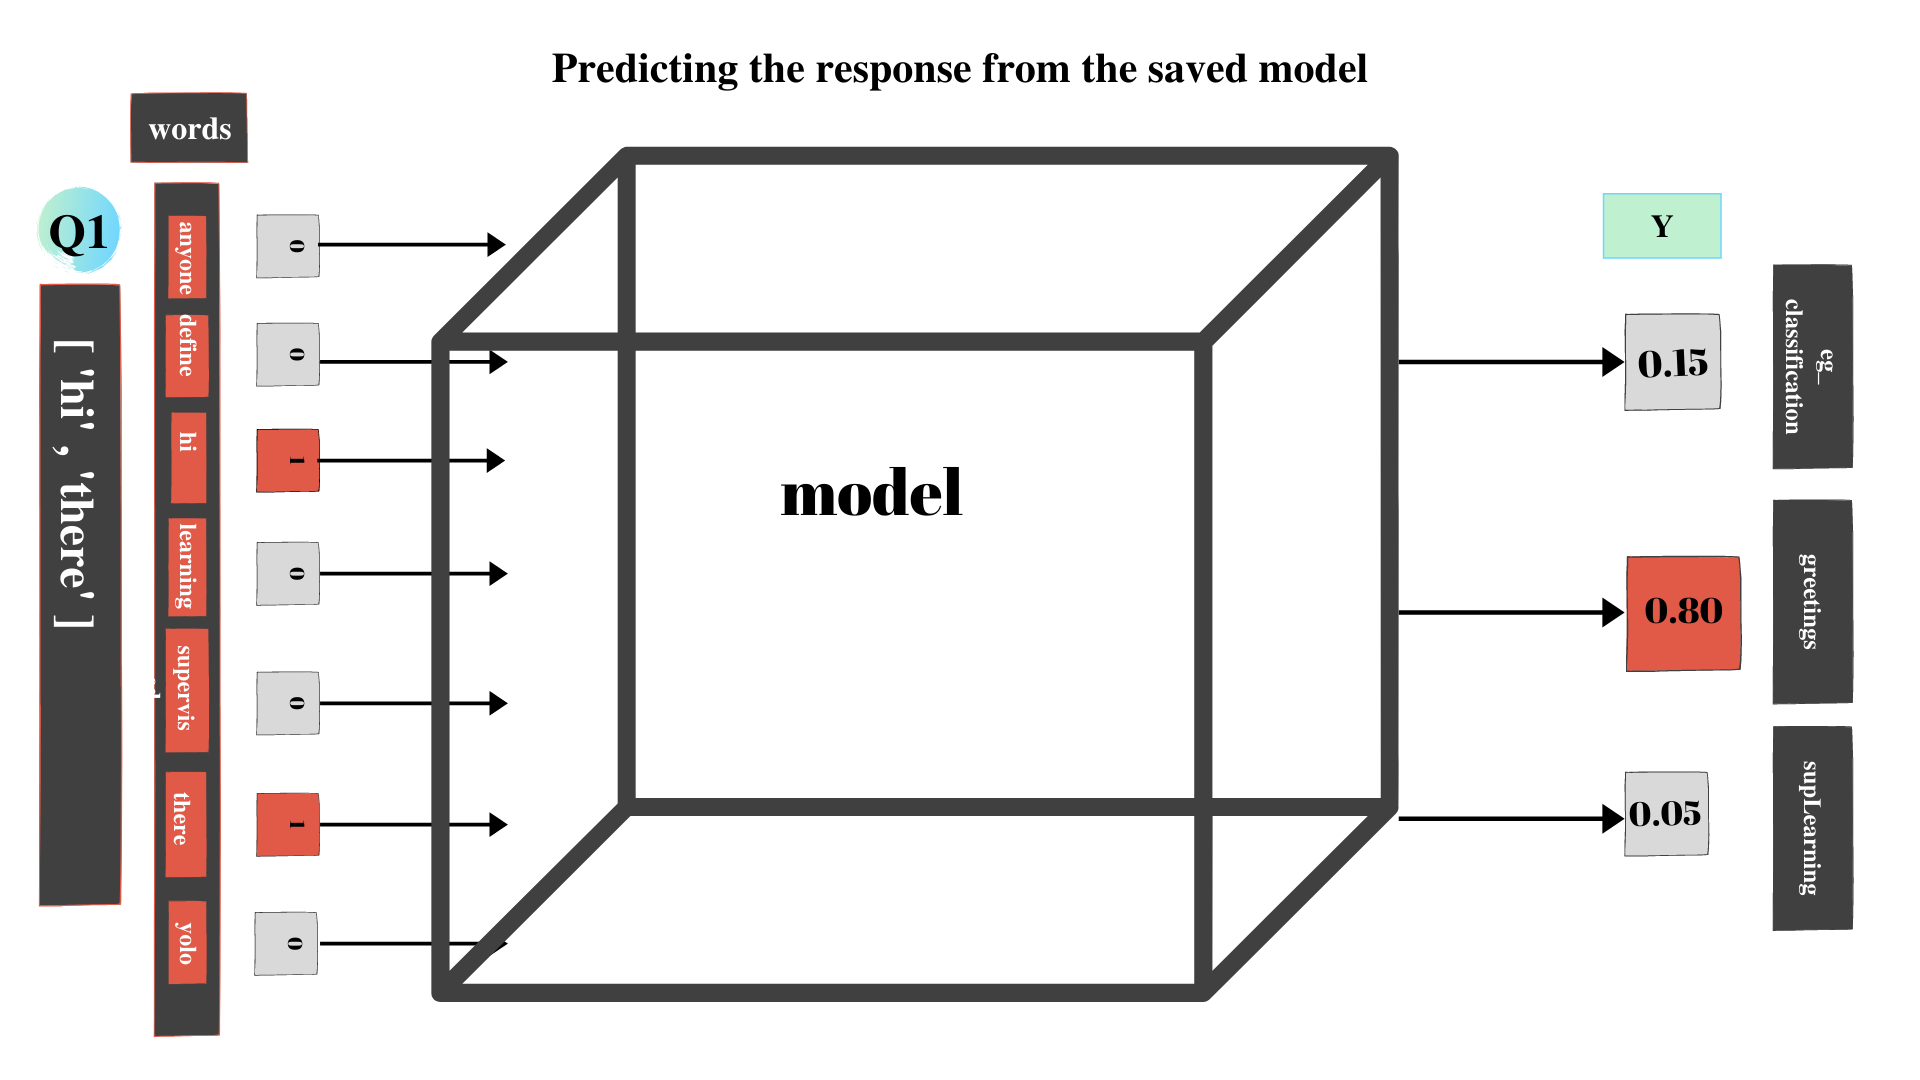 Predicting the response from the saved model
words
Q1
[ 'hi' , 'there' ]
anyone
define
hi
learning
supervis
there
yolo
0
0
1
0
0
1
0
model
Y
0.15
0.80
0.05
eg_
classification
greetings
supLearning